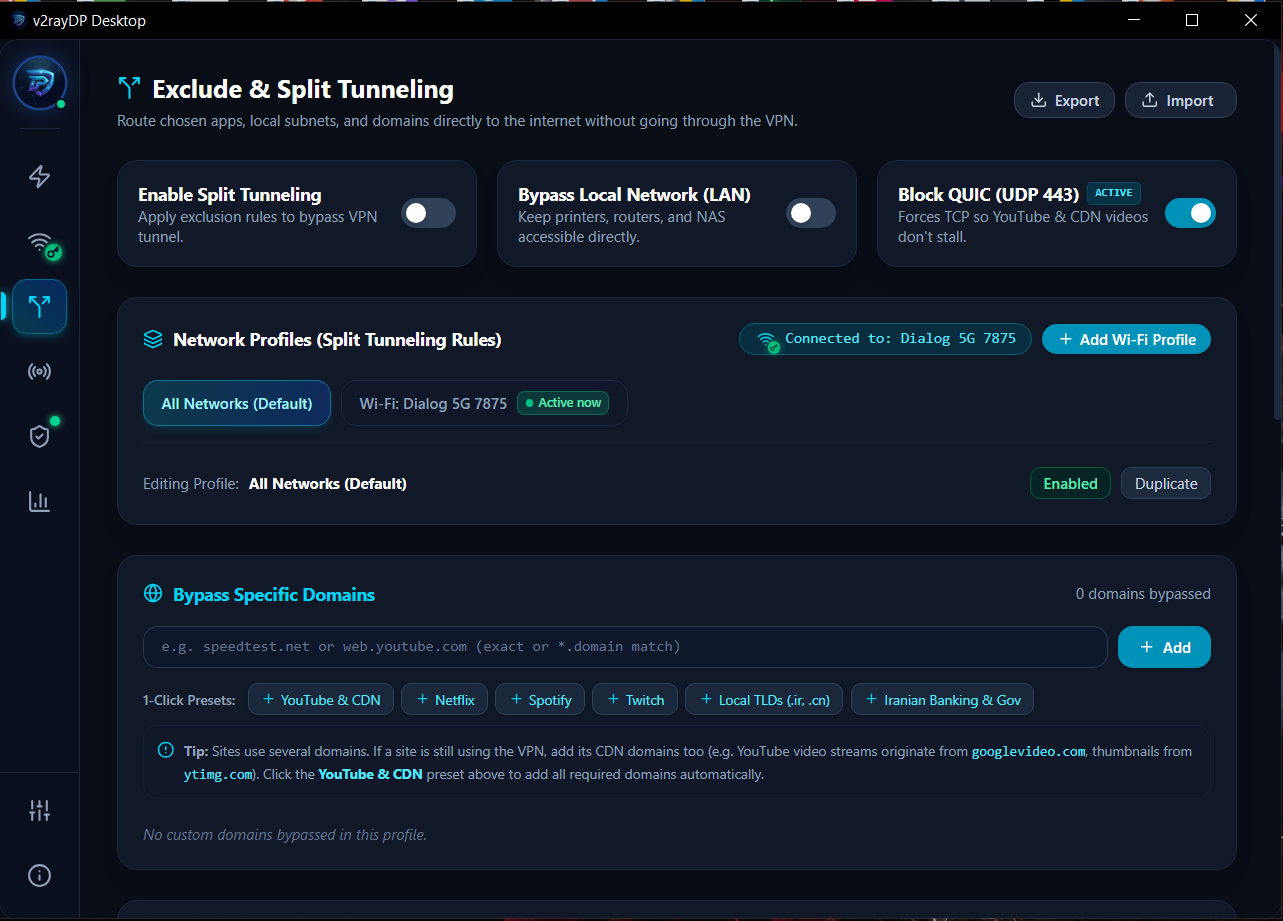 v2rayDP Desktop
Exclude & Split Tunneling
Route chosen apps, local subnets, and domains directly to the internet without going through the VPN.
Export
Import
Enable Split Tunneling
Apply exclusion rules to bypass VPN
tunnel.
Bypass Local Network (LAN)
Keep printers, routers, and NAS
accessible directly.
Block QUIC (UDP 443) ACTIVE
Forces TCP so YouTube & CDN videos
don't stall.
Network Profiles (Split Tunneling Rules)
Connected to: Dialog 5G 7875
+ Add Wi-Fi Profile
All Networks (Default)
Wi-Fi: Dialog 5G 7875 Active now
Editing Profile: All Networks (Default)
Enabled
Duplicate
Bypass Specific Domains
0 domains bypassed
e.g. speedtest.net or web.youtube.com (exact or *.domain match)
+ Add
1-Click Presets: + YouTube & CDN + Netflix + Spotify + Twitch + Local TLDs (.ir, .cn) + Iranian Banking & Gov
Tip: Sites use several domains. If a site is still using the VPN, add its CDN domains too (e.g. YouTube video streams originate from googlevideo.com, thumbnails from
ytimg.com). Click the YouTube & CDN preset above to add all required domains automatically.
No custom domains bypassed in this profile.